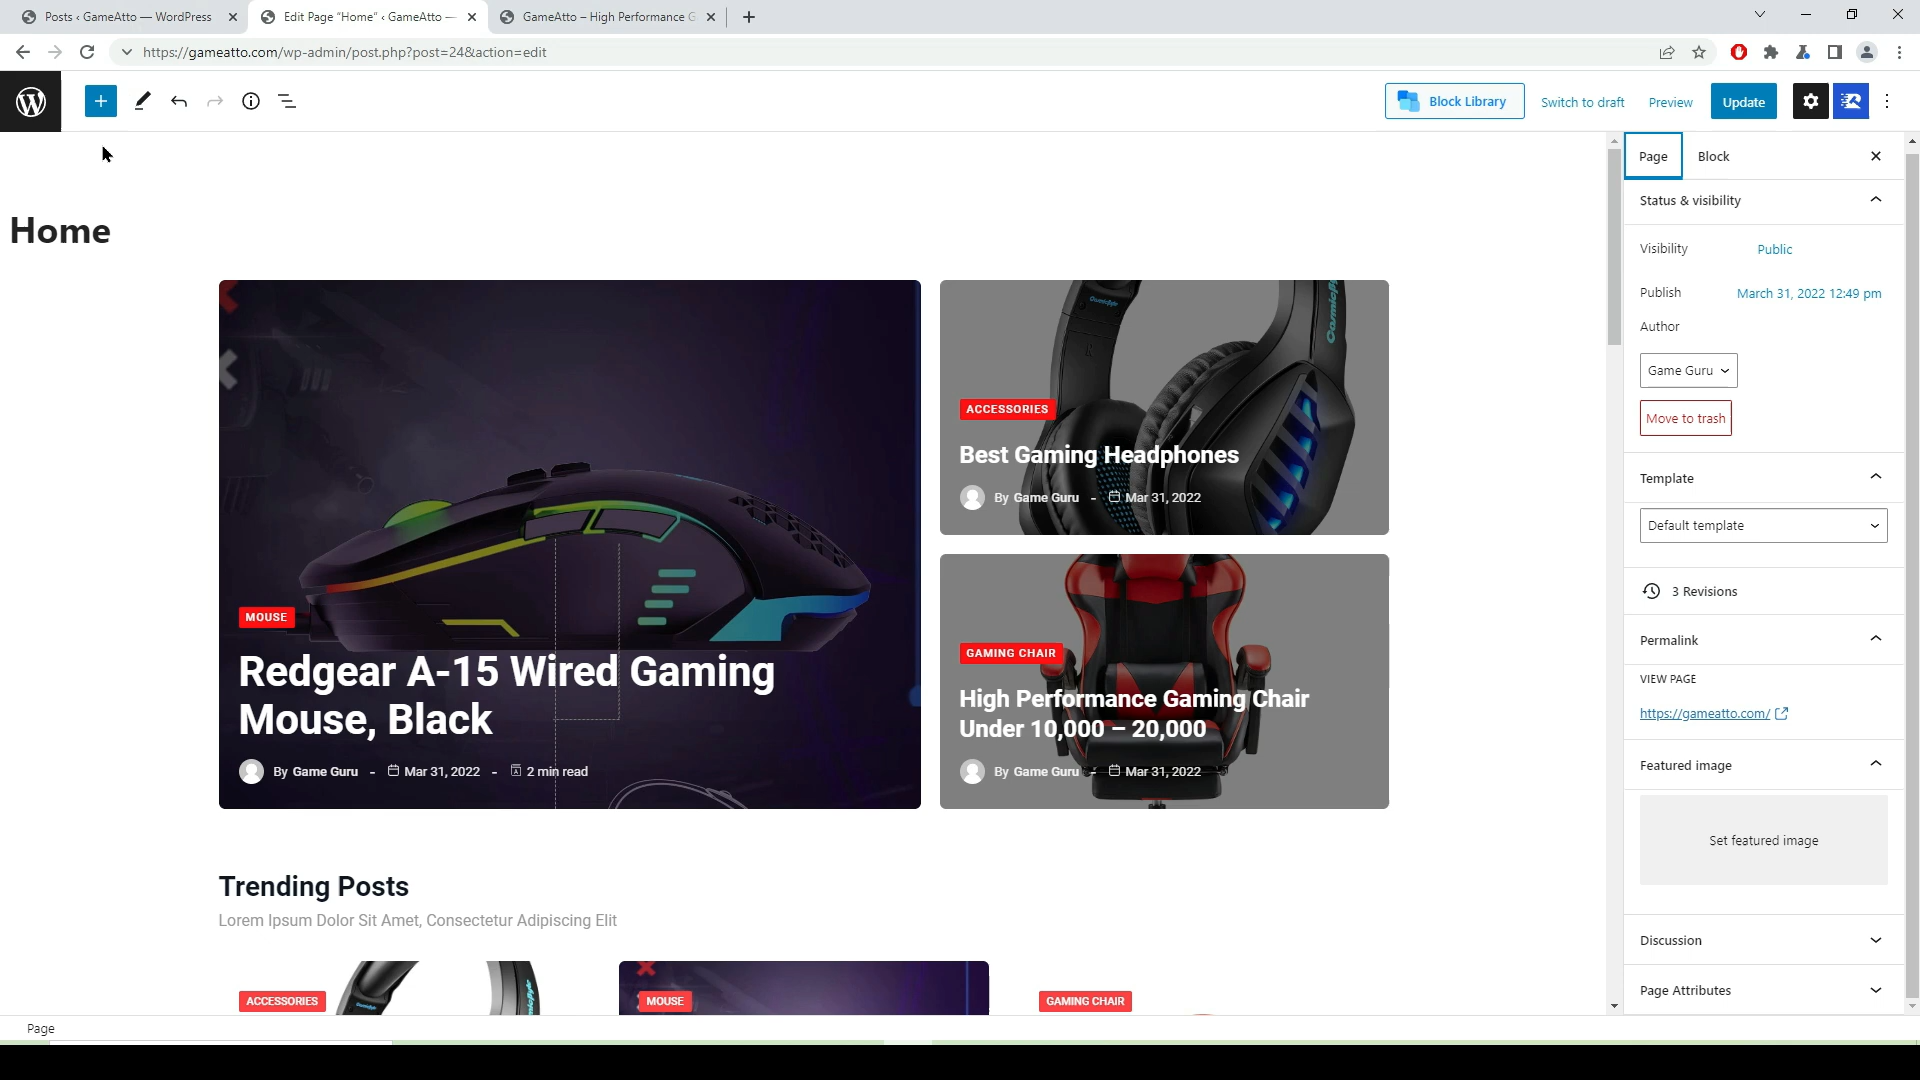 Posts ‹ GameAtto — WordPress
Edit Page "Home" ‹ GameAtto —
GameAtto – High Performance G
https://gameatto.com/wp-admin/post.php?post=24&action=edit
Block Library
Switch to draft
Preview
Update
Page
Block
Home
Status & visibility
Visibility
Public
Publish
March 31, 2022 12:49 pm
Author
Game Guru
Move to trash
Template
Default template
3 Revisions
Permalink
VIEW PAGE
https://gameatto.com/
Featured image
Set featured image
Discussion
Page Attributes
MOUSE
Redgear A-15 Wired Gaming
Mouse, Black
By Game Guru - Mar 31, 2022 - 2 min read
ACCESSORIES
Best Gaming Headphones
By Game Guru - Mar 31, 2022
GAMING CHAIR
High Performance Gaming Chair
Under 10,000 – 20,000
By Game Guru - Mar 31, 2022
Trending Posts
Lorem Ipsum Dolor Sit Amet, Consectetur Adipiscing Elit
ACCESSORIES
MOUSE
GAMING CHAIR
Page